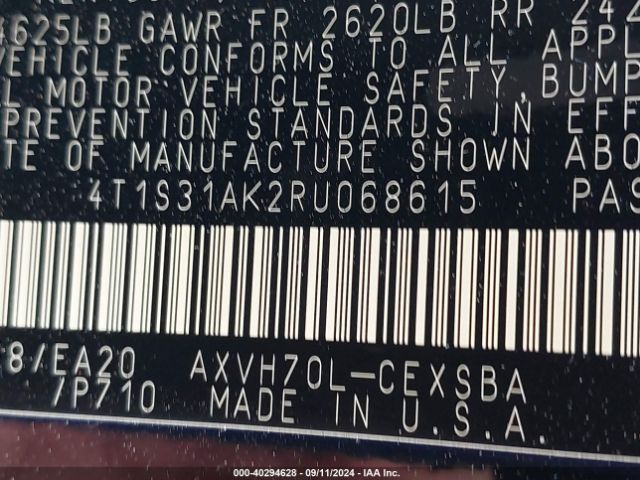 4625LB GAWR FR 2620LB RR 242
VEHICLE CONFORMS TO ALL APPL
L MOTOR VEHICLE SAFETY, BUMP
PREVENTION STANDARDS IN EFF
TE OF MANUFACTURE SHOWN ABO
4T1S31AK2RU068615 PAS
8/EA20 AXVH70L-CEXSBA
/P710 MADE IN U.S.A.
000-40294628 - 09/11/2024 - IAA Inc.